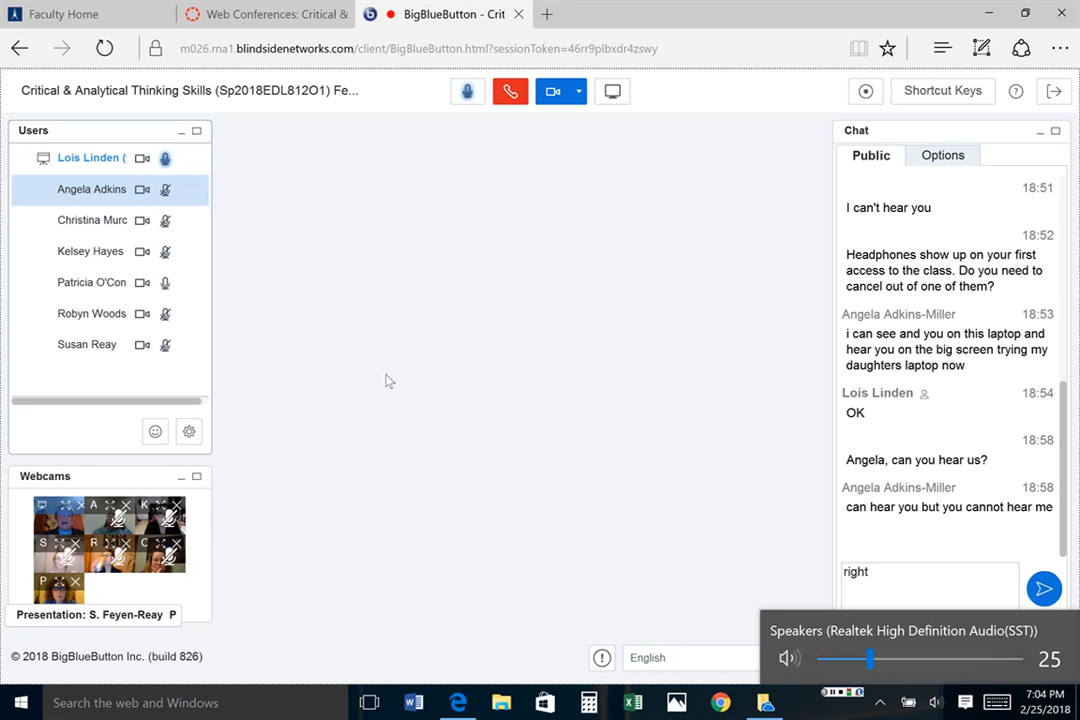 Faculty Home
Web Conferences: Critical &
BigBlueButton - Crit
m026.rna1.blindsidenetworks.com/client/BigBlueButton.html?sessionToken=46rr9plbxdr4zswy
Critical & Analytical Thinking Skills (Sp2018EDL812O1) Fe...
Shortcut Keys
Users
Lois Linden (
Angela Adkins
Christina Murc
Kelsey Hayes
Patricia O'Con
Robyn Woods
Susan Reay
Webcams
A
K
S
R
C
P
Presentation: S. Feyen-Reay P
Chat
Public
Options
18:51
I can't hear you
18:52
Headphones show up on your first
access to the class. Do you need to
cancel out of one of them?
Angela Adkins-Miller 18:53
i can see and you on this laptop and
hear you on the big screen trying my
daughters laptop now
Lois Linden 18:54
OK
18:58
Angela, can you hear us?
Angela Adkins-Miller 18:58
can hear you but you cannot hear me
right
Speakers (Realtek High Definition Audio(SST))
25
© 2018 BigBlueButton Inc. (build 826)
English
Search the web and Windows
7:04 PM
2/25/2018